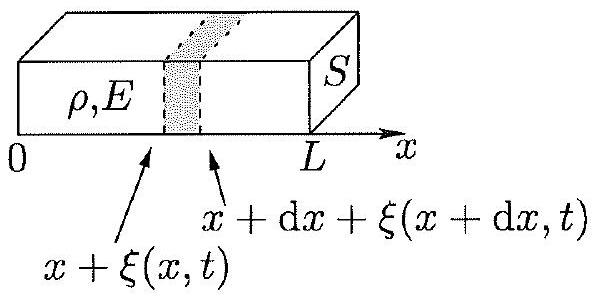 ρ,E
S
0
L
x
x + dx + ξ(x + dx, t)
x + ξ(x, t)